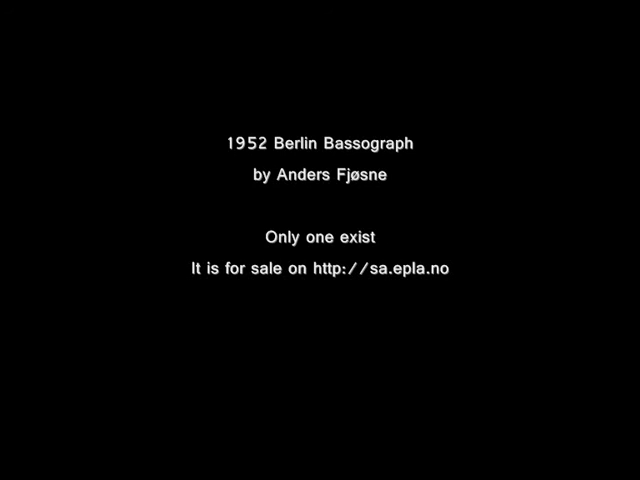 1952 Berlin Bassograph
by Anders Fjøsne
Only one exist
It is for sale on http://sa.epla.no